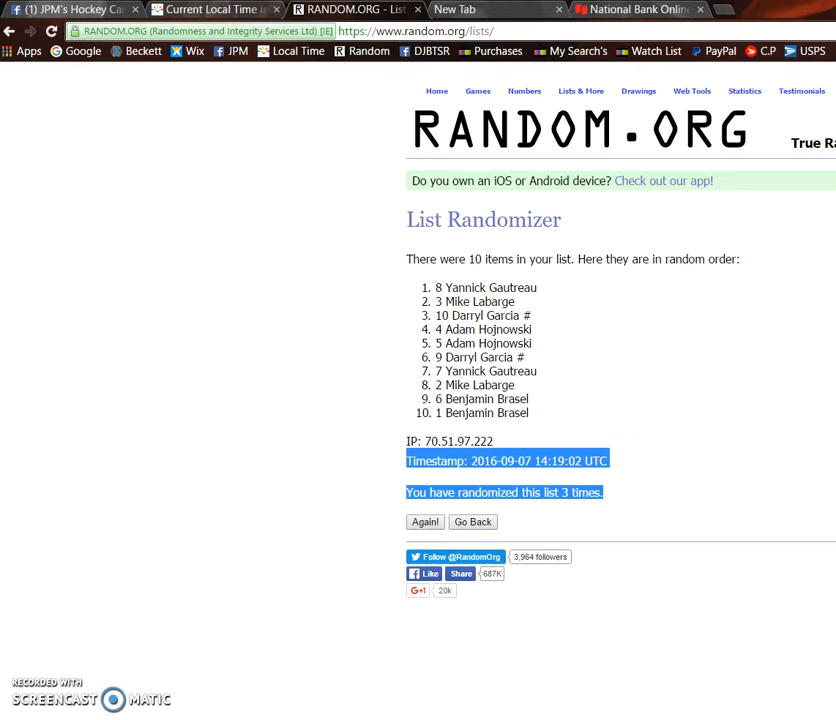 (1) JPM's Hockey Car
Current Local Time in
RANDOM.ORG - List
New Tab
National Bank Online
RANDOM.ORG (Randomness and Integrity Services Ltd) [IE] https://www.random.org/lists/
Apps Google Beckett Wix JPM Local Time Random DJBTSR Purchases My Search's Watch List PayPal C.P USPS
Home Games Numbers Lists & More Drawings Web Tools Statistics Testimonials
RANDOM.ORG
True Ra
Do you own an iOS or Android device? Check out our app!
List Randomizer
There were 10 items in your list. Here they are in random order:
1. 8 Yannick Gautreau
2. 3 Mike Labarge
3. 10 Darryl Garcia #
4. 4 Adam Hojnowski
5. 5 Adam Hojnowski
6. 9 Darryl Garcia #
7. 7 Yannick Gautreau
8. 2 Mike Labarge
9. 6 Benjamin Brasel
10. 1 Benjamin Brasel
IP: 70.51.97.222
Timestamp: 2016-09-07 14:19:02 UTC
You have randomized this list 3 times.
Again! Go Back
Follow @RandomOrg 3,964 followers
Like Share 687K
G+1 20k
RECORDED WITH
SCREENCAST MATIC